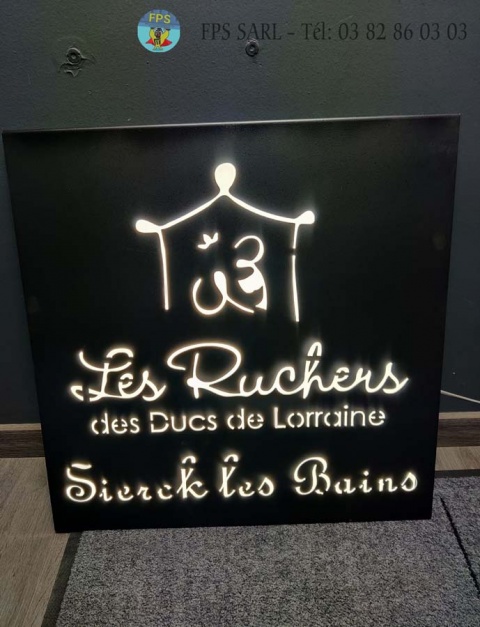 FPS
FPS SARL - Tél: 03 82 86 03 03
Les Ruchers
des Ducs de Lorraine
Sierck les Bains